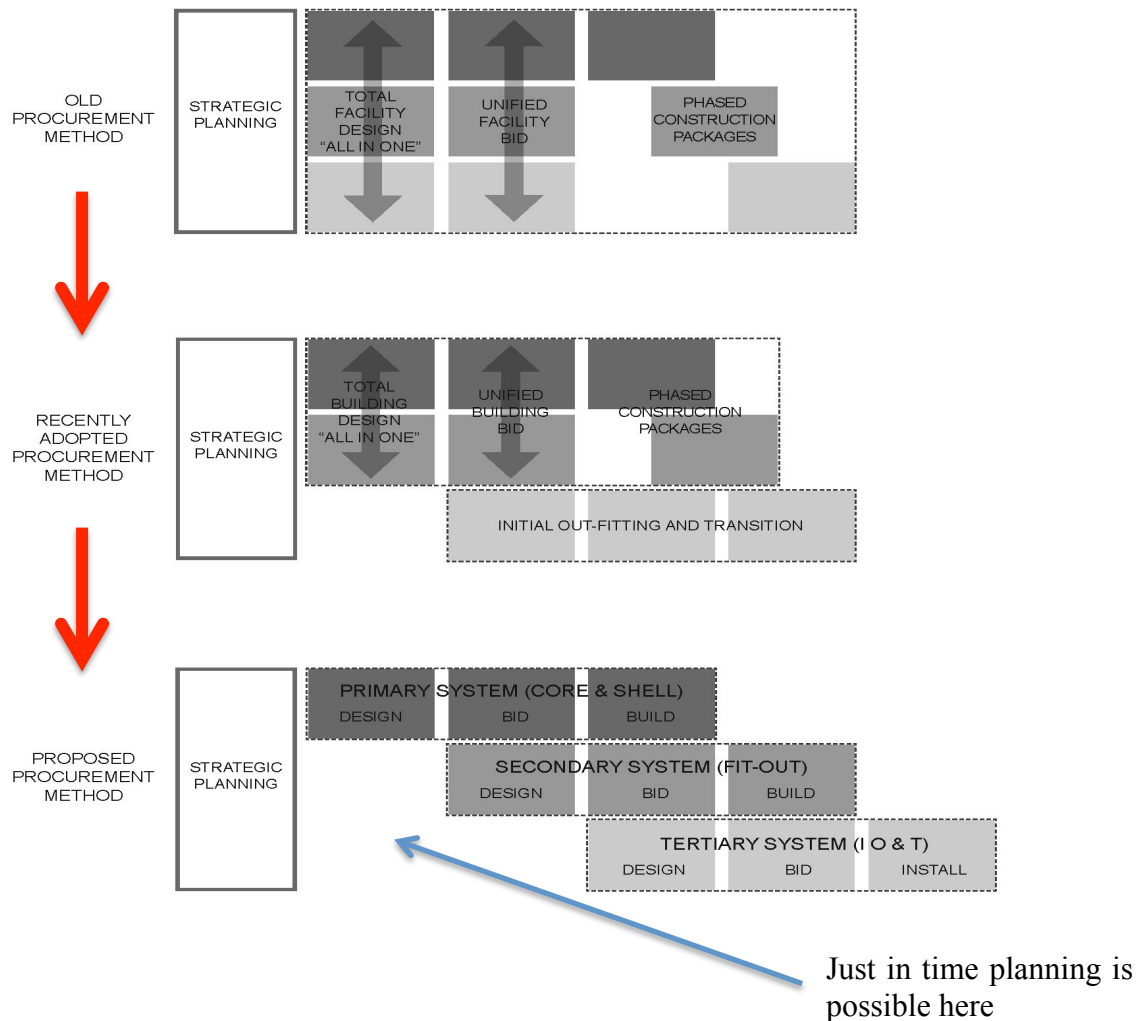 OLD
PROCUREMENT
METHOD
STRATEGIC
PLANNING
TOTAL
FACILITY
DESIGN
“ALL IN ONE”
UNIFIED
FACILITY
BID
PHASED
CONSTRUCTION
PACKAGES
RECENTLY
ADOPTED
PROCUREMENT
METHOD
STRATEGIC
PLANNING
TOTAL
BUILDING
DESIGN
“ALL IN ONE”
UNIFIED
BUILDING
BID
PHASED
CONSTRUCTION
PACKAGES
INITIAL OUT-FITTING AND TRANSITION
PROPOSED
PROCUREMENT
METHOD
STRATEGIC
PLANNING
PRIMARY SYSTEM (CORE & SHELL)
DESIGN BID BUILD
SECONDARY SYSTEM (FIT-OUT)
DESIGN BID BUILD
TERTIARY SYSTEM (I O & T)
DESIGN BID INSTALL
Just in time planning is
possible here